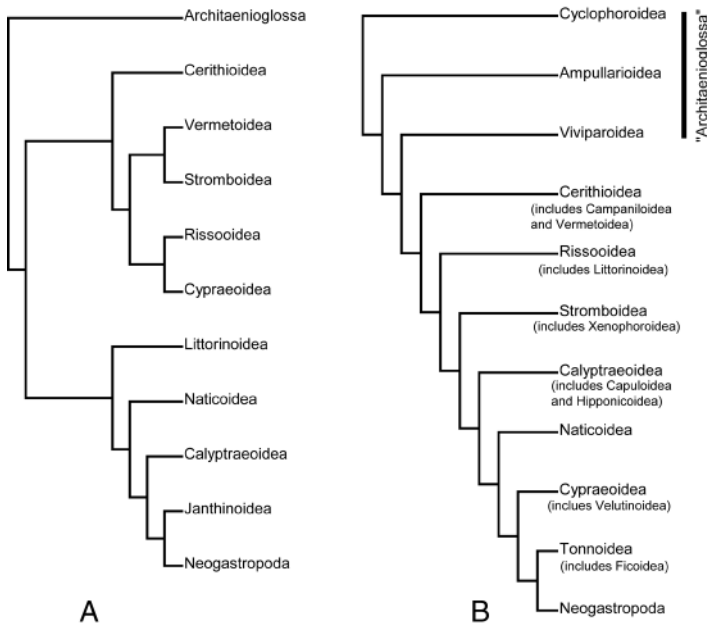 Architaenioglossa
Cerithioidea
Vermetoidea
Stromboidea
Rissooidea
Cypraeoidea
Littorinoidea
Naticoidea
Calyptraeoidea
Janthinoidea
Neogastropoda
A
Cyclophoroidea
Ampullarioidea
Viviparoidea
"Architaenioglossa"
Cerithioidea
(includes Campaniloidea
and Vermetoidea)
Rissooidea
(includes Littorinoidea)
Stromboidea
(includes Xenophoroidea)
Calyptraeoidea
(includes Capuloidea
and Hipponicoidea)
Naticoidea
Cypraeoidea
(inclues Velutinoidea)
Tonnoidea
(includes Ficoidea)
Neogastropoda
B